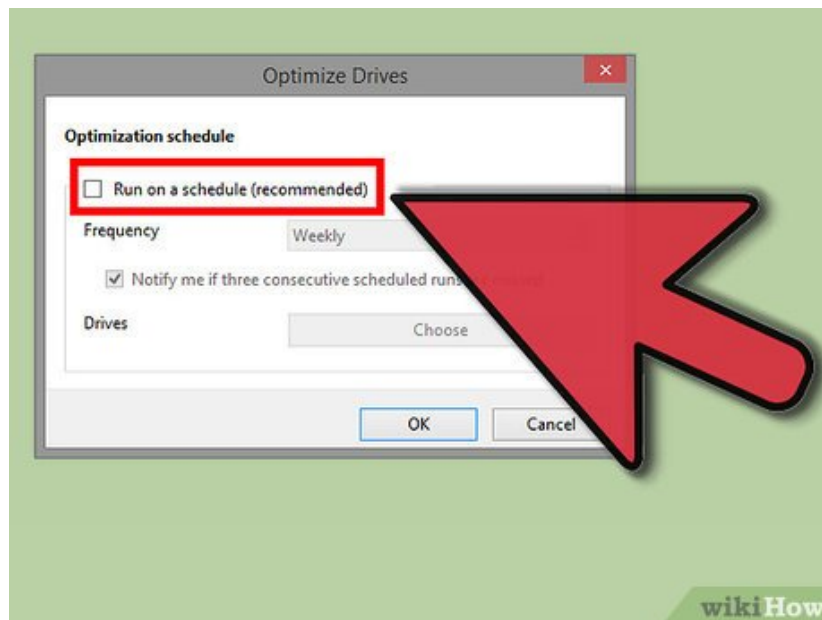 Optimize Drives
Optimization schedule
Run on a schedule (recommended)
Frequency
Weekly
Notify me if three consecutive scheduled runs
Drives
Choose
OK
Cancel
wikiHow